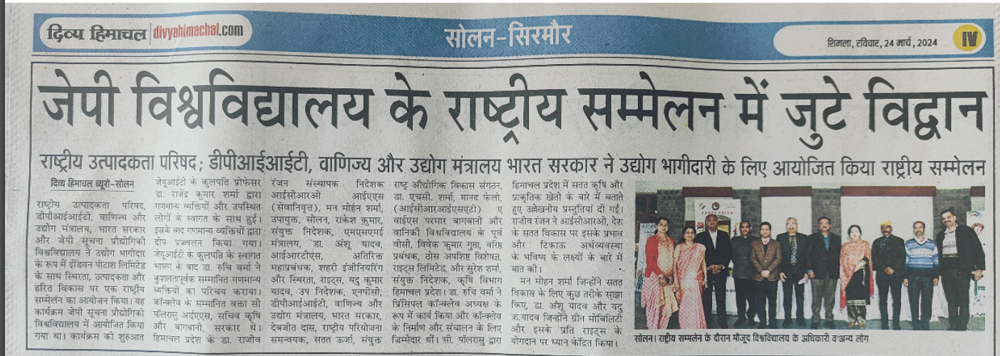 दिव्य हिमाचल divyahimachal.com
सोलन-सिरमौर
शिमला, रविवार, 24 मार्च, 2024
IV
जेपी विश्वविद्यालय के राष्ट्रीय सम्मेलन में जुटे विद्वान
राष्ट्रीय उत्पादकता परिषद; डीपीआईआईटी, वाणिज्य और उद्योग मंत्रालय भारत सरकार ने उद्योग भागीदारी के लिए आयोजित किया राष्ट्रीय सम्मेलन
दिव्य हिमाचल ब्यूरो-सोलन
राष्ट्रीय उत्पादकता परिषद,
डीपीआईआईटी, वाणिज्य और
उद्योग मंत्रालय, भारत सरकार
और जेपी सूचना प्रौद्योगिकी
विश्वविद्यालय ने उद्योग भागीदार
के रूप में इंडियन पोटाश लिमिटेड
के साथ स्थिरता, उत्पादकता और
हरित विकास पर एक राष्ट्रीय
सम्मेलन का आयोजन किया। यह
कार्यक्रम जेपी सूचना प्रौद्योगिकी
विश्वविद्यालय में आयोजित किया
गया था। कार्यक्रम की शुरुआत
जेयूआईटी के कुलपति प्रोफेसर
डा. राजेंद्र कुमार शर्मा द्वारा
गणमान्य व्यक्तियों और उपस्थित
लोगों के स्वागत के साथ हुई।
इसके बाद गणमान्य व्यक्तियों द्वारा
दीप प्रज्वलन किया गया।
जेयूआईटी के कुलपति के स्वागत
भाषण के बाद डा. रुचि वर्मा ने
कुशलतापूर्वक सम्मानित गणमान्य
व्यक्तियों का परिचय कराया।
कॉन्क्लेव के सम्मानित वक्ता सी
पॉलरासु आईएएस, सचिव कृषि
और बागवानी, सरकार थे।
हिमाचल प्रदेश के डा. राजीव
रंजन संस्थापक निदेशक
आईसीआरओ आईएएस
(सेवानिवृत्त), मन मोहन शर्मा,
उपायुक्त, सोलन, राकेश कुमार,
संयुक्त निदेशक, एमएसएमई
मंत्रालय, डा. अंशू यादव,
आईआरटीएस, अतिरिक्त
महाप्रबंधक, शहरी इंजीनियरिंग
और स्थिरता, राइट्स, यदु कुमार
यादव, उप निदेशक, एनपीसी,
डीपीआईआईटी, वाणिज्य और
उद्योग मंत्रालय, भारत सरकार,
देबजीत दास, राष्ट्रीय परियोजना
समन्वयक, सतत ऊर्जा, संयुक्त
राष्ट्र औद्योगिक विकास संगठन,
डा. एचसी. शर्मा, मानद फेलो,
(आईसीआरआईएसएटी) ए
वाईएस परमार बागबानी और
वानिकी विश्वविद्यालय के पूर्व
वीसी, विवेक कुमार गुप्ता, वरिष्ठ
प्रबंधक, ठोस अपशिष्ट विशेषज्ञ,
राइट्स लिमिटेड, और सुरेश शर्मा,
संयुक्त निदेशक, कृषि विभाग
हिमाचल प्रदेश। डा. रुचि वर्मा ने
प्रिंसिपल कॉन्क्लेव अध्यक्ष के
रूप में कार्य किया और कॉन्क्लेव
के निर्माण और संचालन के लिए
जिम्मेदार थीं। सी. पॉलरासु द्वारा
हिमाचल प्रदेश में सतत कृषि और
प्राकृतिक खेती के बारे में बताते
हुए उल्लेखनीय प्रस्तुतियां दी गईं।
राजीव रंजन ने आईसीआरओ, देश
के सतत विकास पर इसके प्रभाव
और टिकाऊ अर्थव्यवस्था
के भविष्य के लक्ष्यों के बारे में
बात की।
मन मोहन शर्मा जिन्होंने सतत
विकास के लिए कुछ तरीके साझा
किए, डा. अंशू यादव और यदु
क.यादव जिन्होंने ग्रीन मोबिलिटी
और इसके प्रति राइट्स के
योगदान पर ध्यान केंद्रित किया।
सोलन। राष्ट्रीय सम्मलेन के दौरान मौजूद विश्वविद्यालय के अधिकारी व अन्य लोग